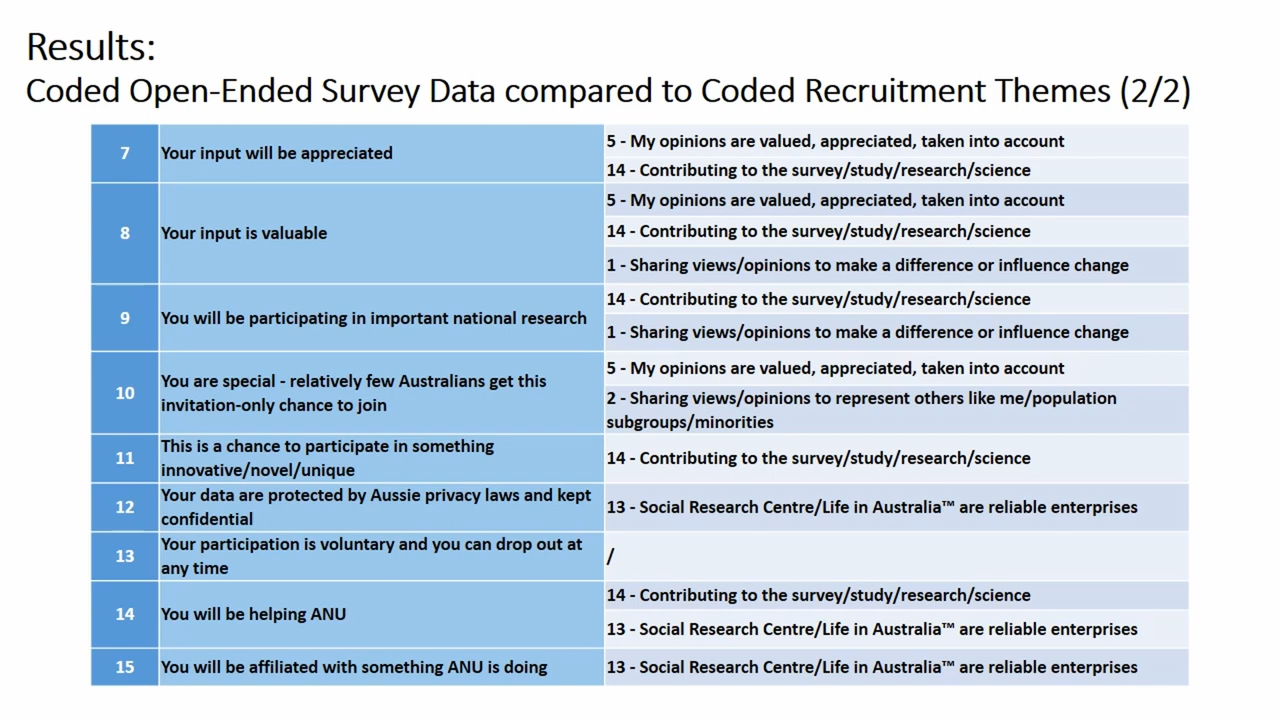 Results:
Coded Open-Ended Survey Data compared to Coded Recruitment Themes (2/2)
7
Your input will be appreciated
5 - My opinions are valued, appreciated, taken into account
14 - Contributing to the survey/study/research/science
8
Your input is valuable
5 - My opinions are valued, appreciated, taken into account
14 - Contributing to the survey/study/research/science
1 - Sharing views/opinions to make a difference or influence change
9
You will be participating in important national research
14 - Contributing to the survey/study/research/science
1 - Sharing views/opinions to make a difference or influence change
10
You are special - relatively few Australians get this
invitation-only chance to join
5 - My opinions are valued, appreciated, taken into account
2 - Sharing views/opinions to represent others like me/population
subgroups/minorities
11
This is a chance to participate in something
innovative/novel/unique
14 - Contributing to the survey/study/research/science
12
Your data are protected by Aussie privacy laws and kept
confidential
13 - Social Research Centre/Life in Australia™ are reliable enterprises
13
Your participation is voluntary and you can drop out at
any time
/
14
You will be helping ANU
14 - Contributing to the survey/study/research/science
13 - Social Research Centre/Life in Australia™ are reliable enterprises
15
You will be affiliated with something ANU is doing
13 - Social Research Centre/Life in Australia™ are reliable enterprises